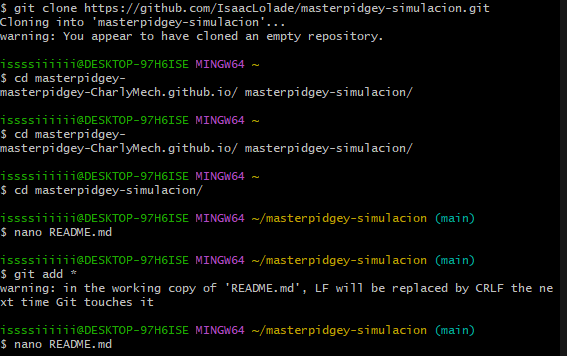 $ git clone https://github.com/IsaacLolade/masterpidgey-simulacion.git
Cloning into 'masterpidgey-simulacion'...
warning: You appear to have cloned an empty repository.
issssiiiiii@DESKTOP-97H6ISE MINGW64 ~
$ cd masterpidgey-
masterpidgey-CharlyMech.github.io/ masterpidgey-simulacion/
issssiiiiii@DESKTOP-97H6ISE MINGW64 ~
$ cd masterpidgey-
masterpidgey-CharlyMech.github.io/ masterpidgey-simulacion/
issssiiiiii@DESKTOP-97H6ISE MINGW64 ~
$ cd masterpidgey-simulacion/
issssiiiiii@DESKTOP-97H6ISE MINGW64 ~/masterpidgey-simulacion (main)
$ nano README.md
issssiiiiii@DESKTOP-97H6ISE MINGW64 ~/masterpidgey-simulacion (main)
$ git add *
warning: in the working copy of 'README.md', LF will be replaced by CRLF the ne
xt time Git touches it
issssiiiiii@DESKTOP-97H6ISE MINGW64 ~/masterpidgey-simulacion (main)
$ nano README.md